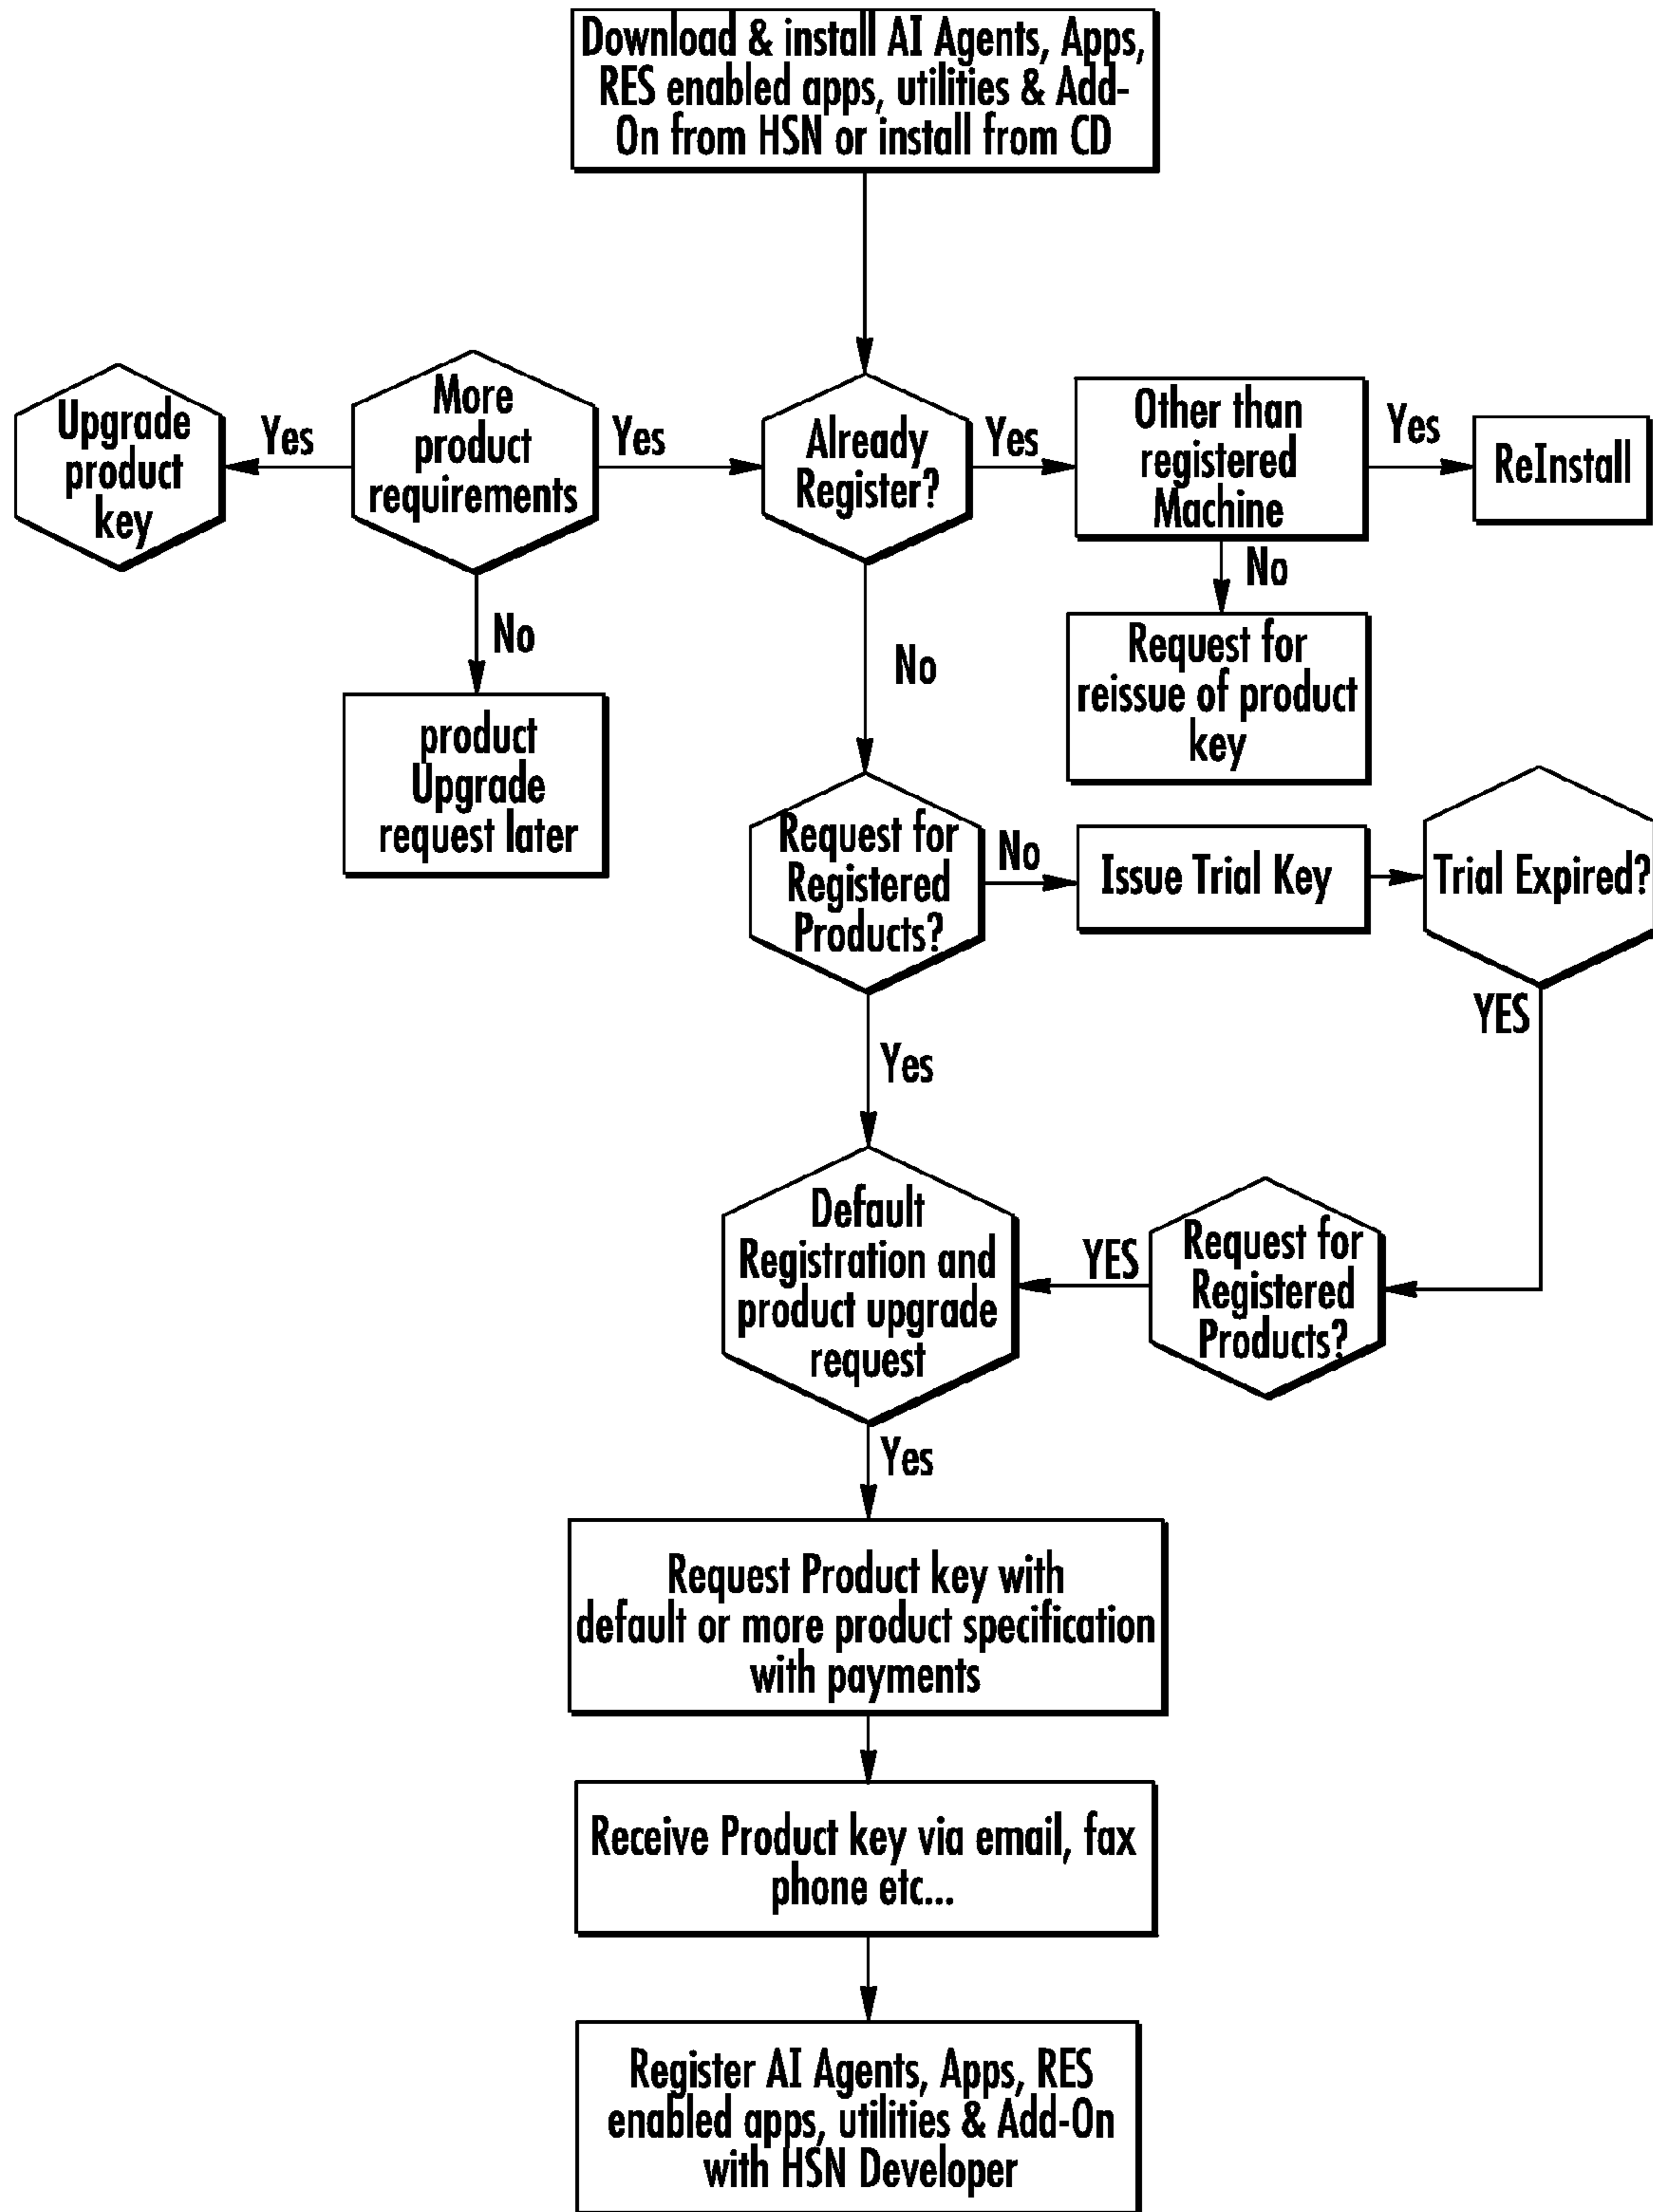 Download & install AI Agents, Apps,
RES enabled apps, utilities & Add-
On from HSN or install from CD
Upgrade
product
key
Yes
More
product
requirements
Yes
Already
Register?
Yes
Other than
registered
Machine
Yes
ReInstall
No
product
Upgrade
request later
No
No
Request for
reissue of product
key
Request for
Registered
Products?
No
Issue Trial Key
Trial Expired?
Yes
YES
Default
Registration and
product upgrade
request
YES
Request for
Registered
Products?
Yes
Request Product key with
default or more product specification
with payments
Receive Product key via email, fax
phone etc...
Register AI Agents, Apps, RES
enabled apps, utilities & Add-On
with HSN Developer